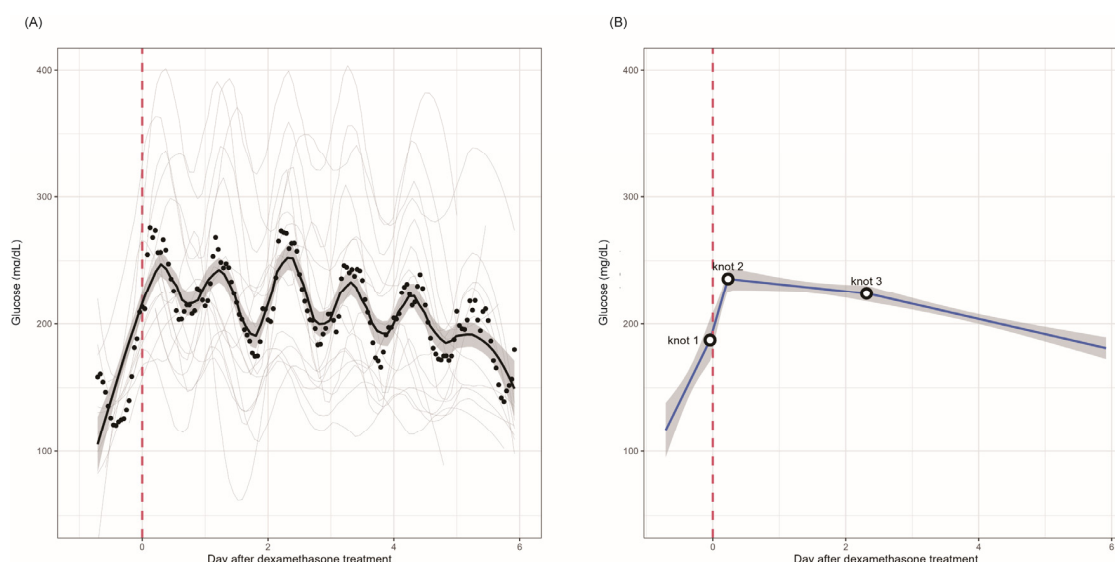 (A)
(B)
400
300
200
100
Glucose (mg/dL)
0
2
4
6
Day after dexamethasone treatment
400
300
200
100
Glucose (mg/dL)
knot 1
knot 2
knot 3
0
2
4
6
Day after dexamethasone treatment